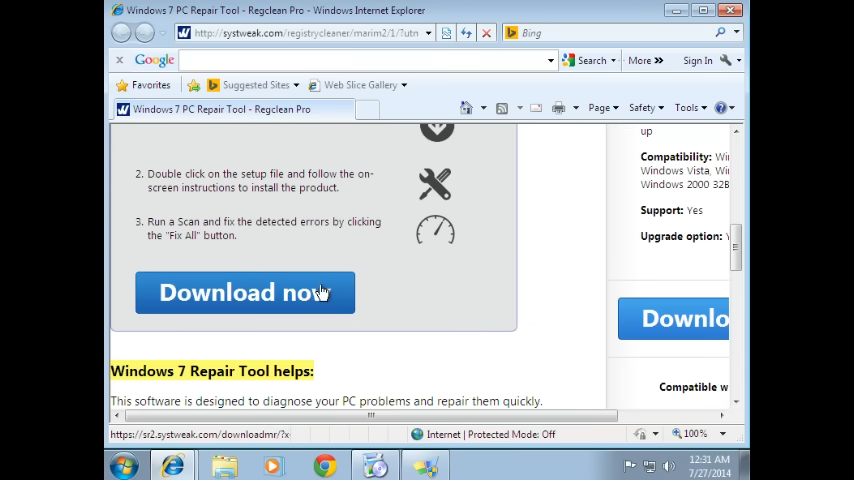 Windows 7 PC Repair Tool - Regclean Pro - Windows Internet Explorer
http://systweak.com/registrycleaner/marim2/1/?utn
Bing
Google
Search
More »
Sign In
Favorites
Suggested Sites
Web Slice Gallery
Windows 7 PC Repair Tool - Regclean Pro
Page
Safety
Tools
up
Compatibility: Win
Windows Vista, Win
Windows 2000 32B
Support: Yes
Upgrade option: Y
2. Double click on the setup file and follow the on-
screen instructions to install the product.
3. Run a Scan and fix the detected errors by clicking
the "Fix All" button.
Download now
Downlo
Windows 7 Repair Tool helps:
Compatible w
This software is designed to diagnose your PC problems and repair them quickly.
https://sr2.systweak.com/downloadmr/?x
Internet | Protected Mode: Off
100%
12:31 AM
7/27/2014